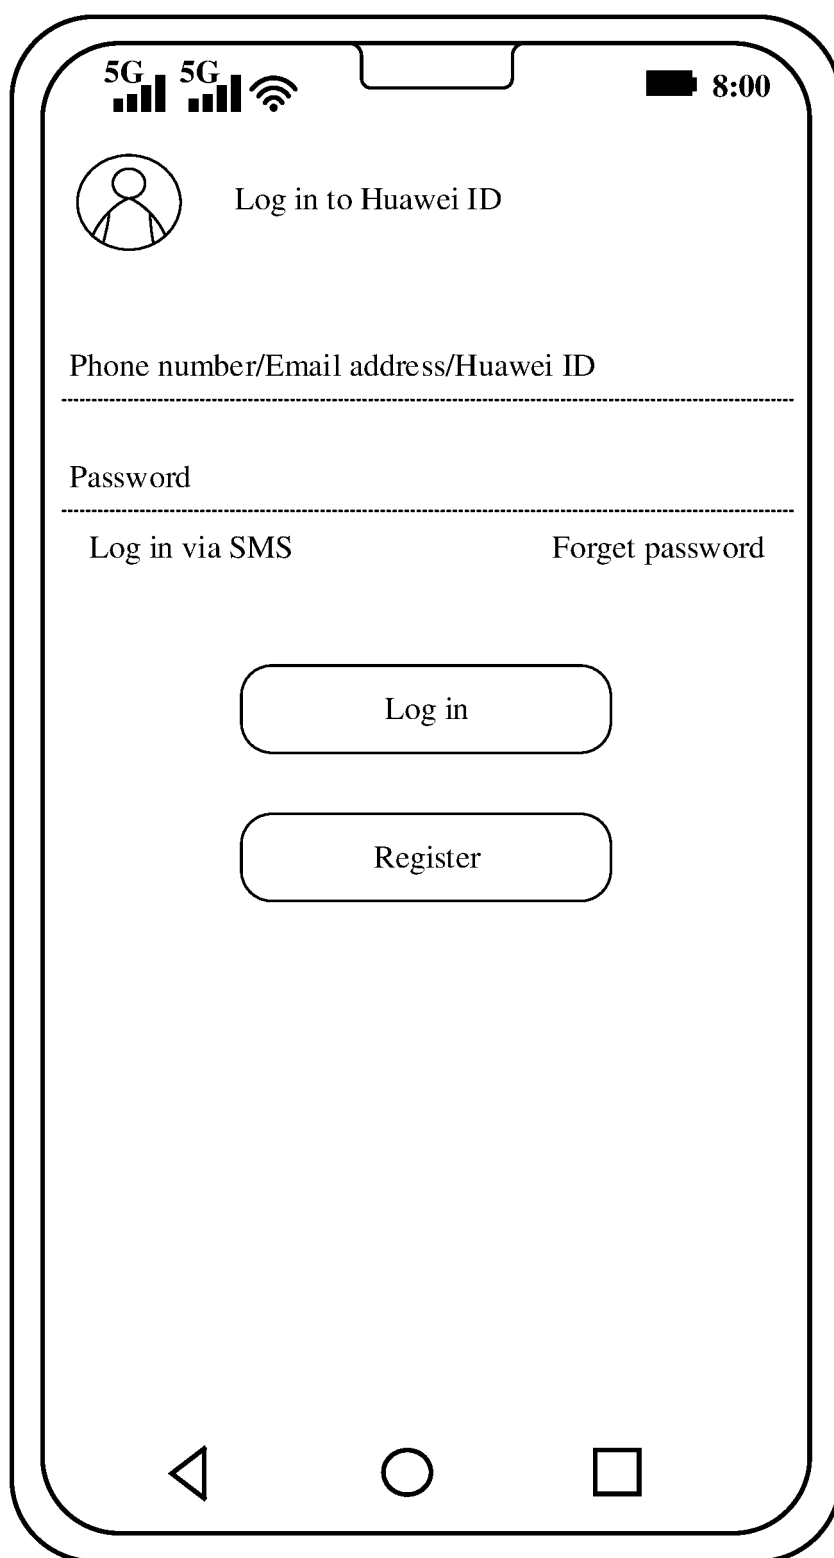 5G 5G 8:00
Log in to Huawei ID
Phone number/Email address/Huawei ID
Password
Log in via SMS Forget password
Log in
Register